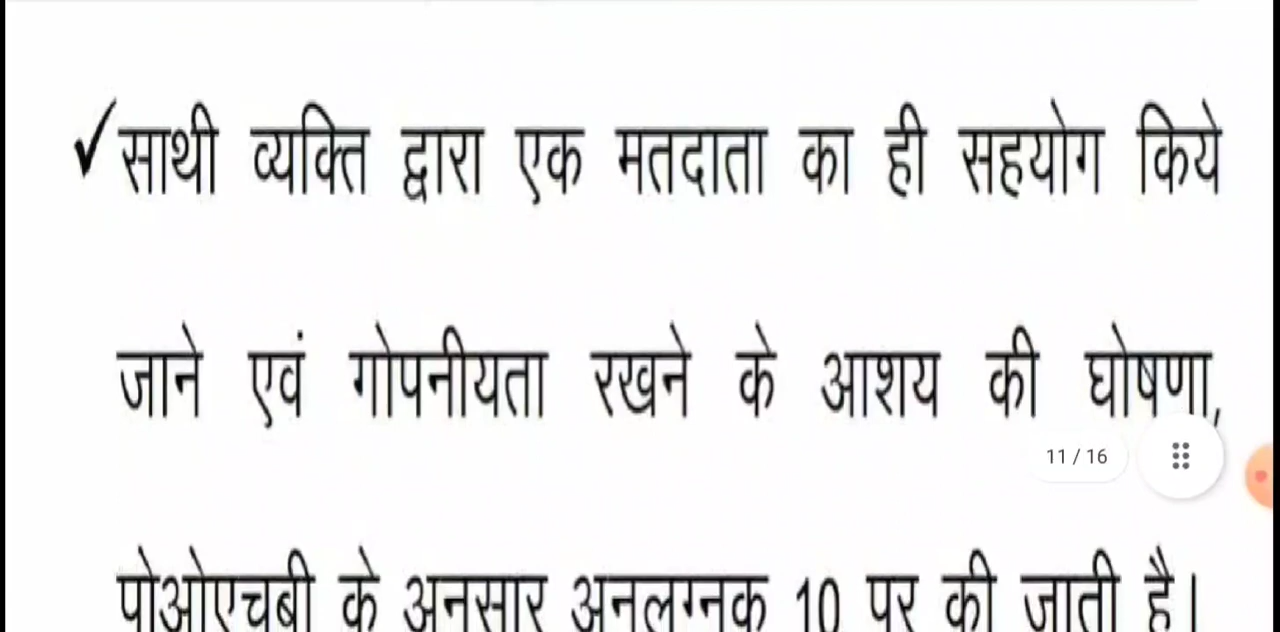 ✓साथी व्यक्ति द्वारा एक मतदाता का ही सहयोग किये
जाने एवं गोपनीयता रखने के आशय की घोषणा,
11 / 16
पोओएचबी के अनुसार अनुलग्नक 10 पर की जाती है।